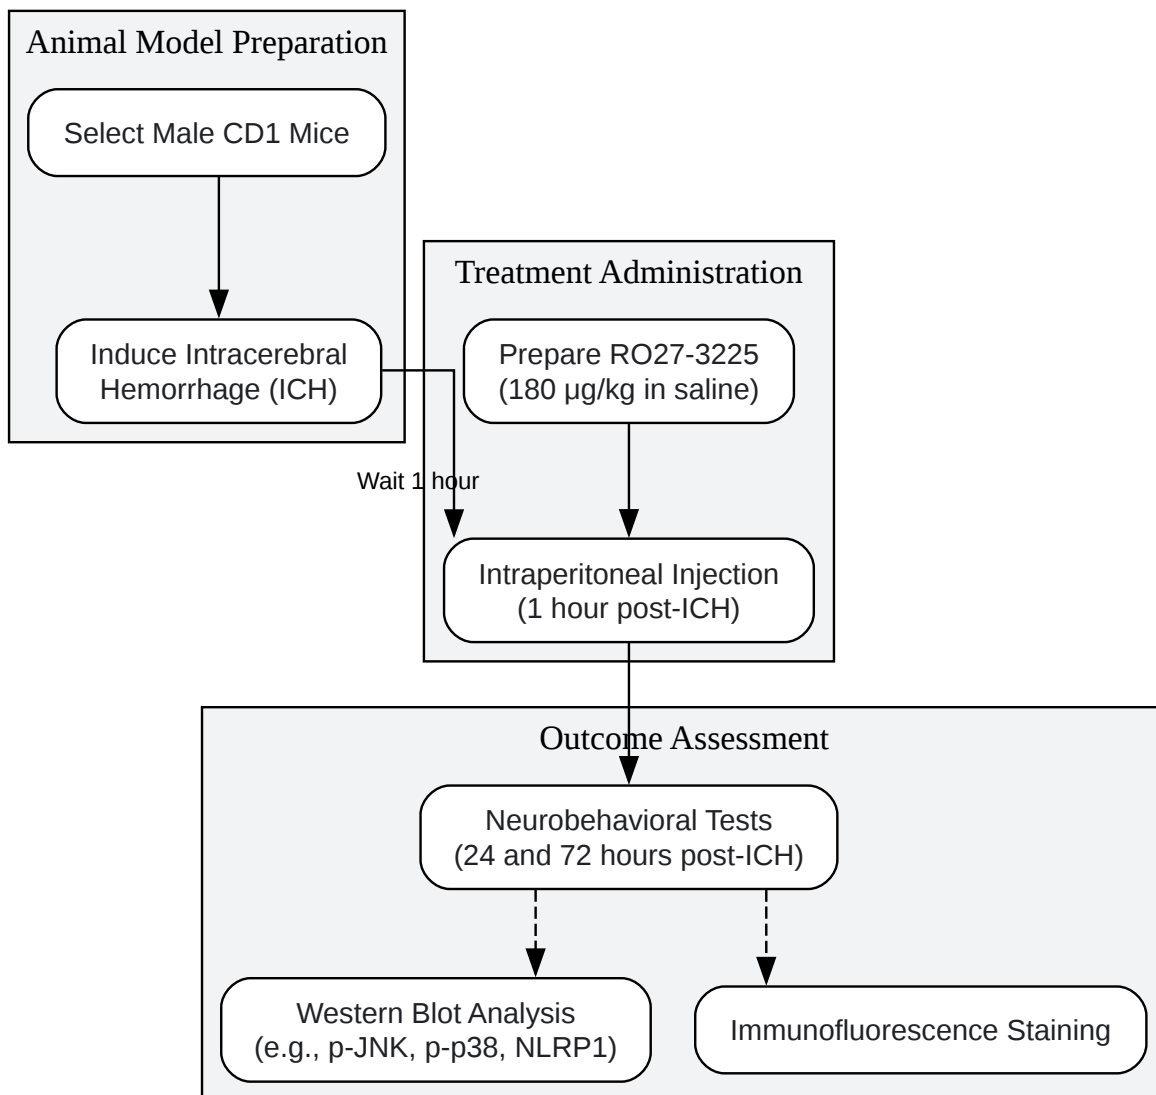 Animal Model Preparation
Select Male CD1 Mice
Induce Intracerebral
Hemorrhage (ICH)
Wait 1 hour
Treatment Administration
Prepare RO27-3225
(180 μg/kg in saline)
Intraperitoneal Injection
(1 hour post-ICH)
Outcome Assessment
Neurobehavioral Tests
(24 and 72 hours post-ICH)
Western Blot Analysis
(e.g., p-JNK, p-p38, NLRP1)
Immunofluorescence Staining